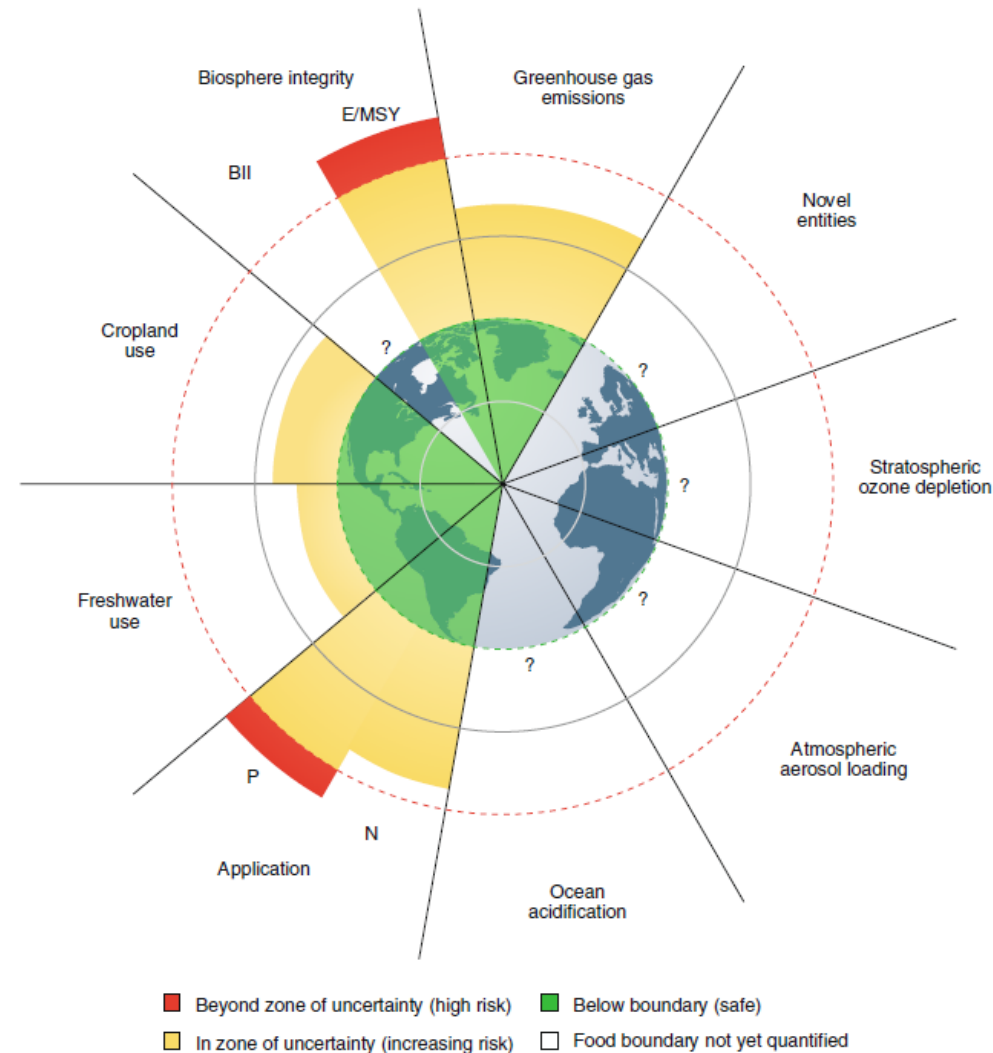 Biosphere integrity
E/MSY
BII
Greenhouse gas
emissions
Novel
entities
Cropland
use
?
?
Stratospheric
ozone depletion
?
Freshwater
use
?
?
Atmospheric
aerosol loading
P
N
Application
Ocean
acidification
Beyond zone of uncertainty (high risk)
Below boundary (safe)
In zone of uncertainty (increasing risk)
Food boundary not yet quantified